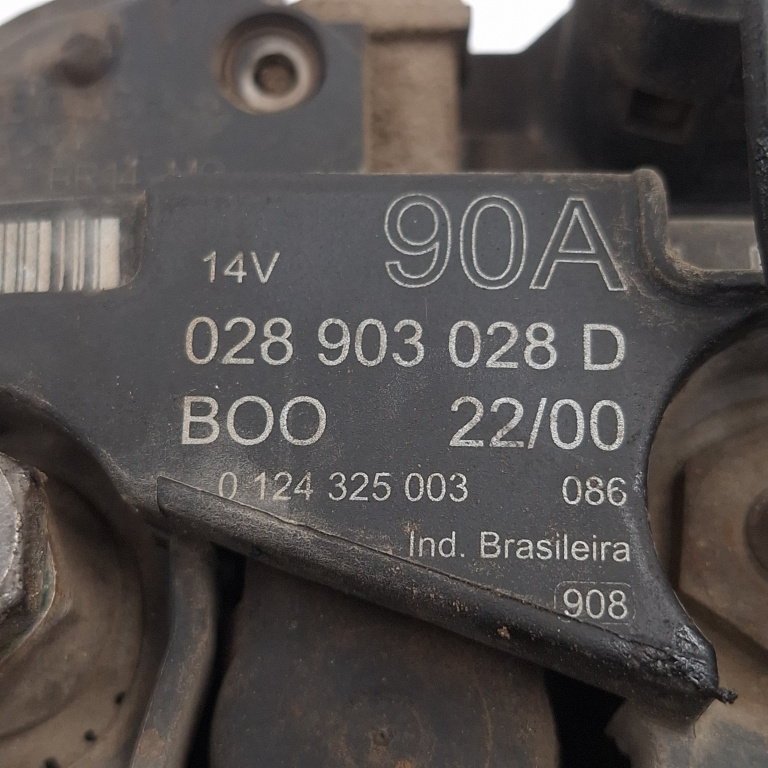 90A
14V
028 903 028 D
BOO 22/00
0 124 325 003 086
Ind. Brasileira
908